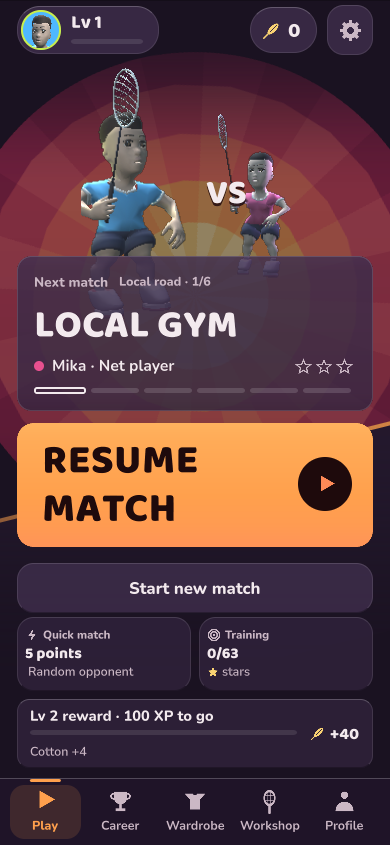 Lv 1
0
VS
Next match Local road · 1/6
LOCAL GYM
Mika · Net player
RESUME
MATCH
Start new match
Quick match
5 points
Random opponent
Training
0/63
stars
Lv 2 reward · 100 XP to go
+40
Cotton +4
Play Career Wardrobe Workshop Profile